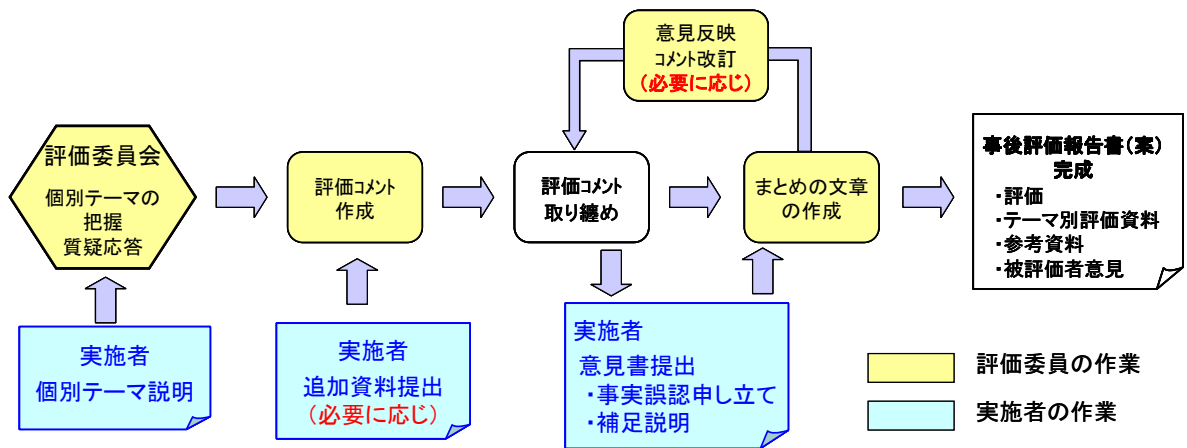 意見反映
コメント改訂
(必要に応じ)
評価委員会
個別テーマの
把握
質疑応答
評価コメント
作成
評価コメント
取り纏め
まとめの文章
の作成
事後評価報告書(案)
完成
・評価
・テーマ別評価資料
・参考資料
・被評価者意見
実施者
個別テーマ説明
実施者
追加資料提出
(必要に応じ)
実施者
意見書提出
・事実誤認申し立て
・補足説明
評価委員の作業
実施者の作業